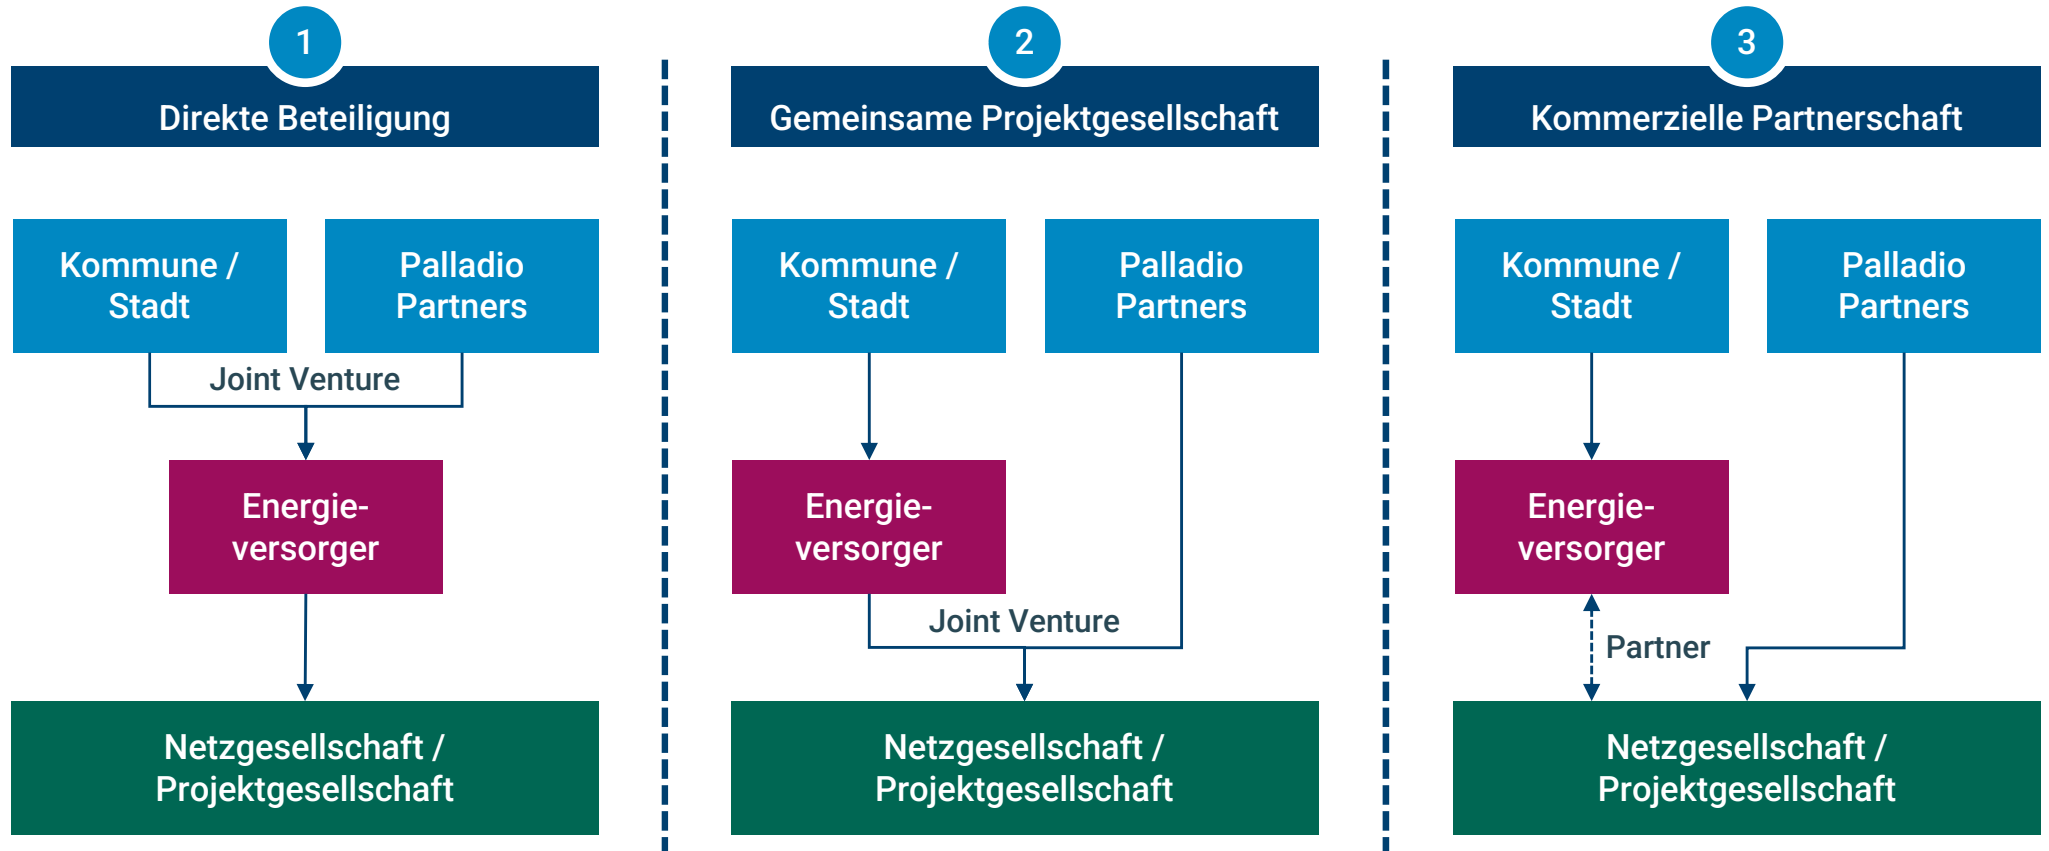 1
Direkte Beteiligung
Kommune /
Stadt
Palladio
Partners
Joint Venture
Energie-
versorger
Netzgesellschaft /
Projektgesellschaft
2
Gemeinsame Projektgesellschaft
Kommune /
Stadt
Palladio
Partners
Energie-
versorger
Joint Venture
Netzgesellschaft /
Projektgesellschaft
3
Kommerzielle Partnerschaft
Kommune /
Stadt
Palladio
Partners
Energie-
versorger
Partner
Netzgesellschaft /
Projektgesellschaft